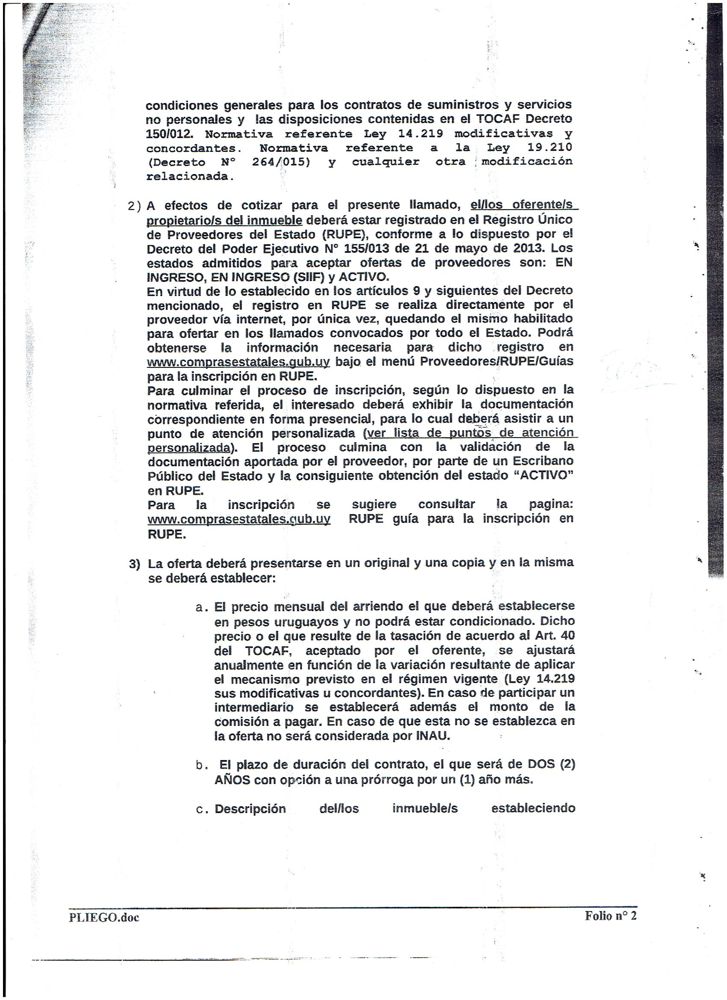 condiciones generales para los contratos de suministros y servicios
no personales y las disposiciones contenidas en el TOCAF Decreto
150/012. Normativa referente Ley 14.219 modificativas y
concordantes. Normativa referente a la Ley 19.210
(Decreto Nº 264/015) y cualquier otra modificación
relacionada.
2) A efectos de cotizar para el presente llamado, el/los oferente/s
propietario/s del inmueble deberá estar registrado en el Registro Único
de Proveedores del Estado (RUPE), conforme a lo dispuesto por el
Decreto del Poder Ejecutivo Nº 155/013 de 21 de mayo de 2013. Los
estados admitidos para aceptar ofertas de proveedores son: EN
INGRESO, EN INGRESO (SIIF) y ACTIVO.
En virtud de lo establecido en los artículos 9 y siguientes del Decreto
mencionado, el registro en RUPE se realiza directamente por el
proveedor vía internet, por única vez, quedando el mismo habilitado
para ofertar en los llamados convocados por todo el Estado. Podrá
obtenerse la información necesaria para dicho registro en
www.comprasestatales.gub.uy bajo el menú Proveedores/RUPE/Guías
para la inscripción en RUPE.
Para culminar el proceso de inscripción, según lo dispuesto en la
normativa referida, el interesado deberá exhibir la documentación
correspondiente en forma presencial, para lo cual deberá asistir a un
punto de atención personalizada (ver lista de puntos de atención
personalizada). El proceso culmina con la validación de la
documentación aportada por el proveedor, por parte de un Escribano
Público del Estado y la consiguiente obtención del estado “ACTIVO”
en RUPE.
Para la inscripción se sugiere consultar la pagina:
www.comprasestatales.gub.uy RUPE guía para la inscripción en
RUPE.
3) La oferta deberá presentarse en un original y una copia y en la misma
se deberá establecer:
a. El precio mensual del arriendo el que deberá establecerse
en pesos uruguayos y no podrá estar condicionado. Dicho
precio o el que resulte de la tasación de acuerdo al Art. 40
del TOCAF, aceptado por el oferente, se ajustará
anualmente en función de la variación resultante de aplicar
el mecanismo previsto en el régimen vigente (Ley 14.219
sus modificativas u concordantes). En caso de participar un
intermediario se establecerá además el monto de la
comisión a pagar. En caso de que esta no se establezca en
la oferta no será considerada por INAU.
b. El plazo de duración del contrato, el que será de DOS (2)
AÑOS con opción a una prórroga por un (1) año más.
c. Descripción del/los inmueble/s estableciendo
PLIEGO.doc Folio nº 2